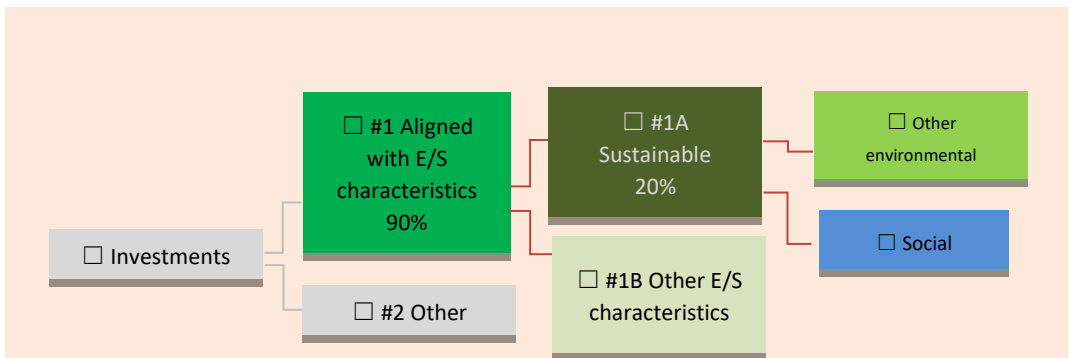 ☐ Investments
☐ #1 Aligned
with E/S
characteristics
90%
☐ #2 Other
☐ #1A
Sustainable
20%
☐ #1B Other E/S
characteristics
☐ Other
environmental
☐ Social